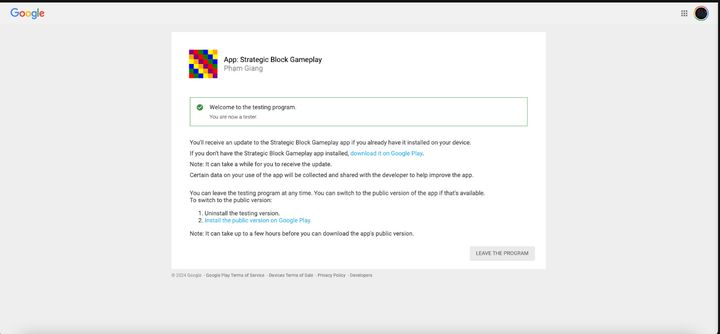 Google
App: Strategic Block Gameplay
Phạm Giang
Welcome to the testing program.
You are now a tester.
You'll receive an update to the Strategic Block Gameplay app if you already have it installed on your device.
If you don't have the Strategic Block Gameplay app installed, download it on Google Play.
Note: It can take a while for you to receive the update.
Certain data on your use of the app will be collected and shared with the developer to help improve the app.
You can leave the testing program at any time. You can switch to the public version of the app if that's available.
To switch to the public version:
1. Uninstall the testing version.
2. Install the public version on Google Play.
Note: It can take up to a few hours before you can download the app's public version.
LEAVE THE PROGRAM
© 2024 Google - Google Play Terms of Service - Devices Terms of Sale - Privacy Policy - Developers